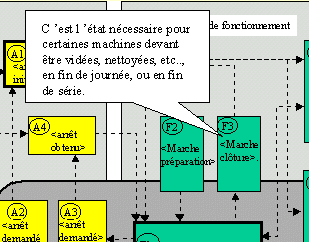 C 'est l 'état nécessaire pour
certaines machines devant
être vidées, nettoyées, etc..,
en fin de journée, ou en fin
de série.
de fonctionnement
A1
A4
<arrêt
obtenu>
F2
<Marche
préparation>
F3
<Marche
clôture>.
A2
<arrêt
demandé
A3
<arrêt
demandé>